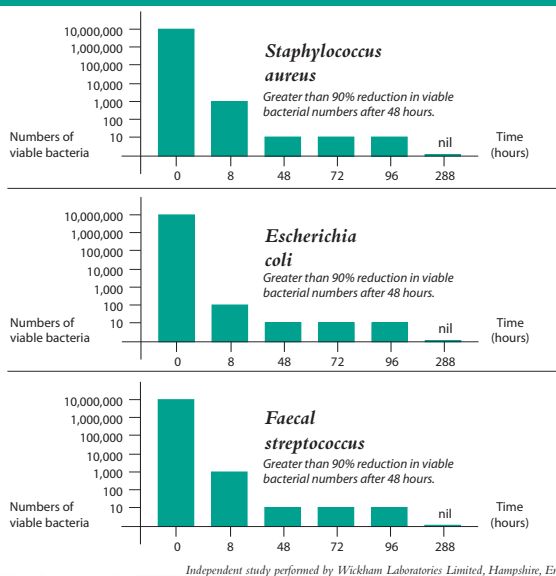 10,000,000
1,000,000
100,000
10,000
1,000
100
10
Staphylococcus
aureus
Greater than 90% reduction in viable
bacterial numbers after 48 hours.
Numbers of
viable bacteria
nil
Time
(hours)
0 8 48 72 96 288
10,000,000
1,000,000
100,000
10,000
1,000
100
10
Escherichia
coli
Greater than 90% reduction in viable
bacterial numbers after 48 hours.
Numbers of
viable bacteria
nil
Time
(hours)
0 8 48 72 96 288
10,000,000
1,000,000
100,000
10,000
1,000
100
10
Faecal
streptococcus
Greater than 90% reduction in viable
bacterial numbers after 48 hours.
Numbers of
viable bacteria
nil
Time
(hours)
0 8 48 72 96 288
Independent study performed by Wickham Laboratories Limited, Hampshire,